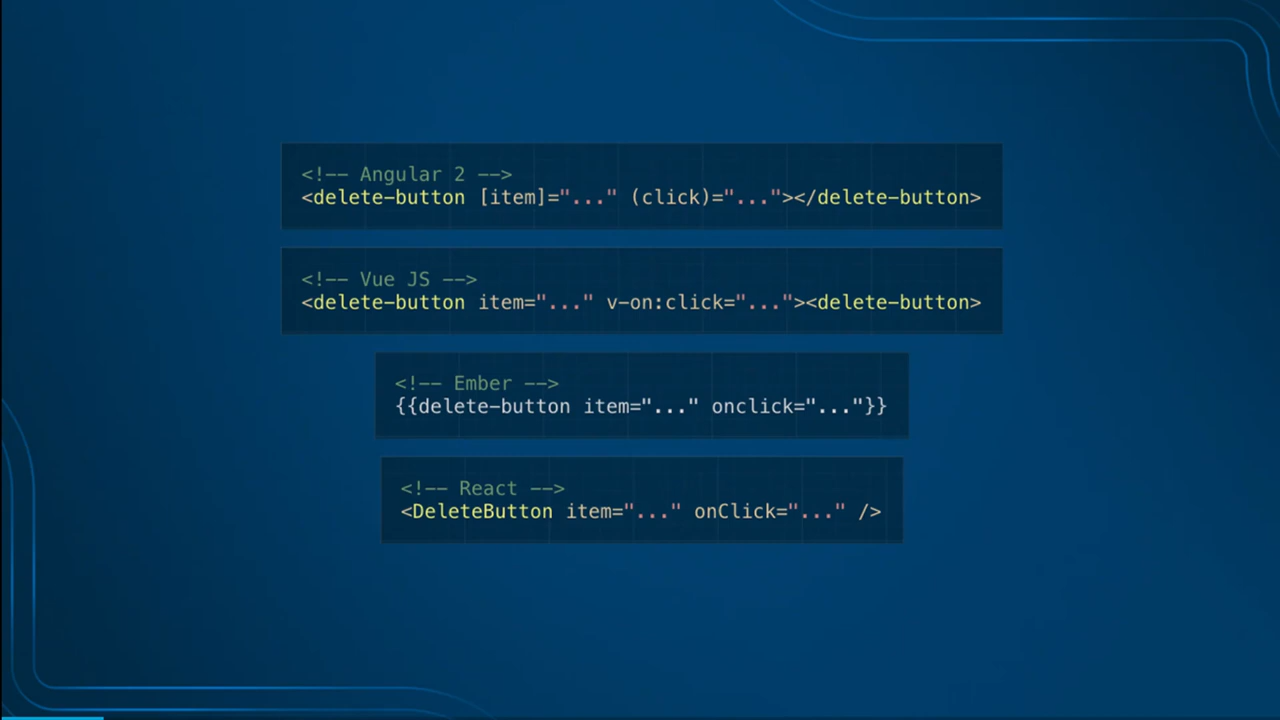 <!-- Angular 2 -->
<delete-button [item]="..." (click)="..."></delete-button>
<!-- Vue JS -->
<delete-button item="..." v-on:click="..."><delete-button>
<!-- Ember -->
{{delete-button item="..." onclick="..."}}
<!-- React -->
<DeleteButton item="..." onClick="..." />